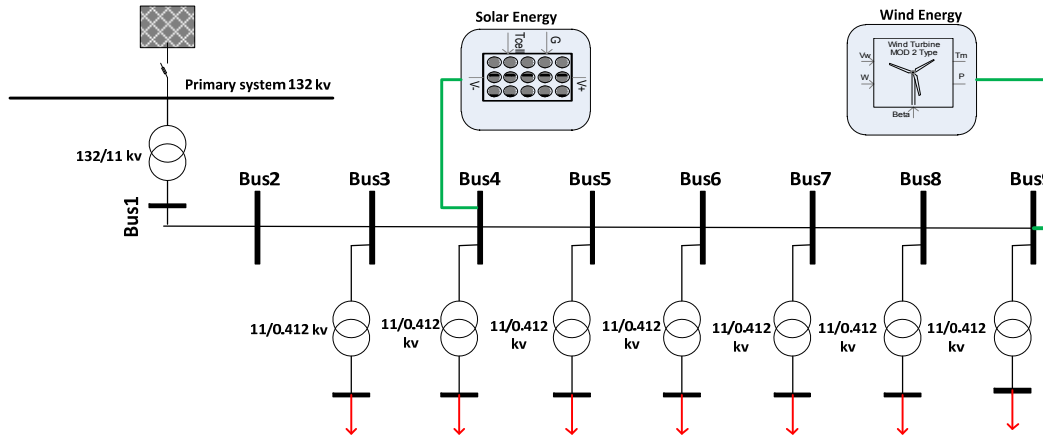 Solar Energy
Tcell
G
V-
V+
Wind Energy
Wind Turbine
MOD 2 Type
Vw
W
Tm
P
Beta
Primary system 132 kv
132/11 kv
Bus1
Bus2
Bus3
Bus4
Bus5
Bus6
Bus7
Bus8
11/0.412 kv
11/0.412
kv
11/0.412
kv
11/0.412
kv
11/0.412
kv
11/0.412
kv
11/0.412
kv